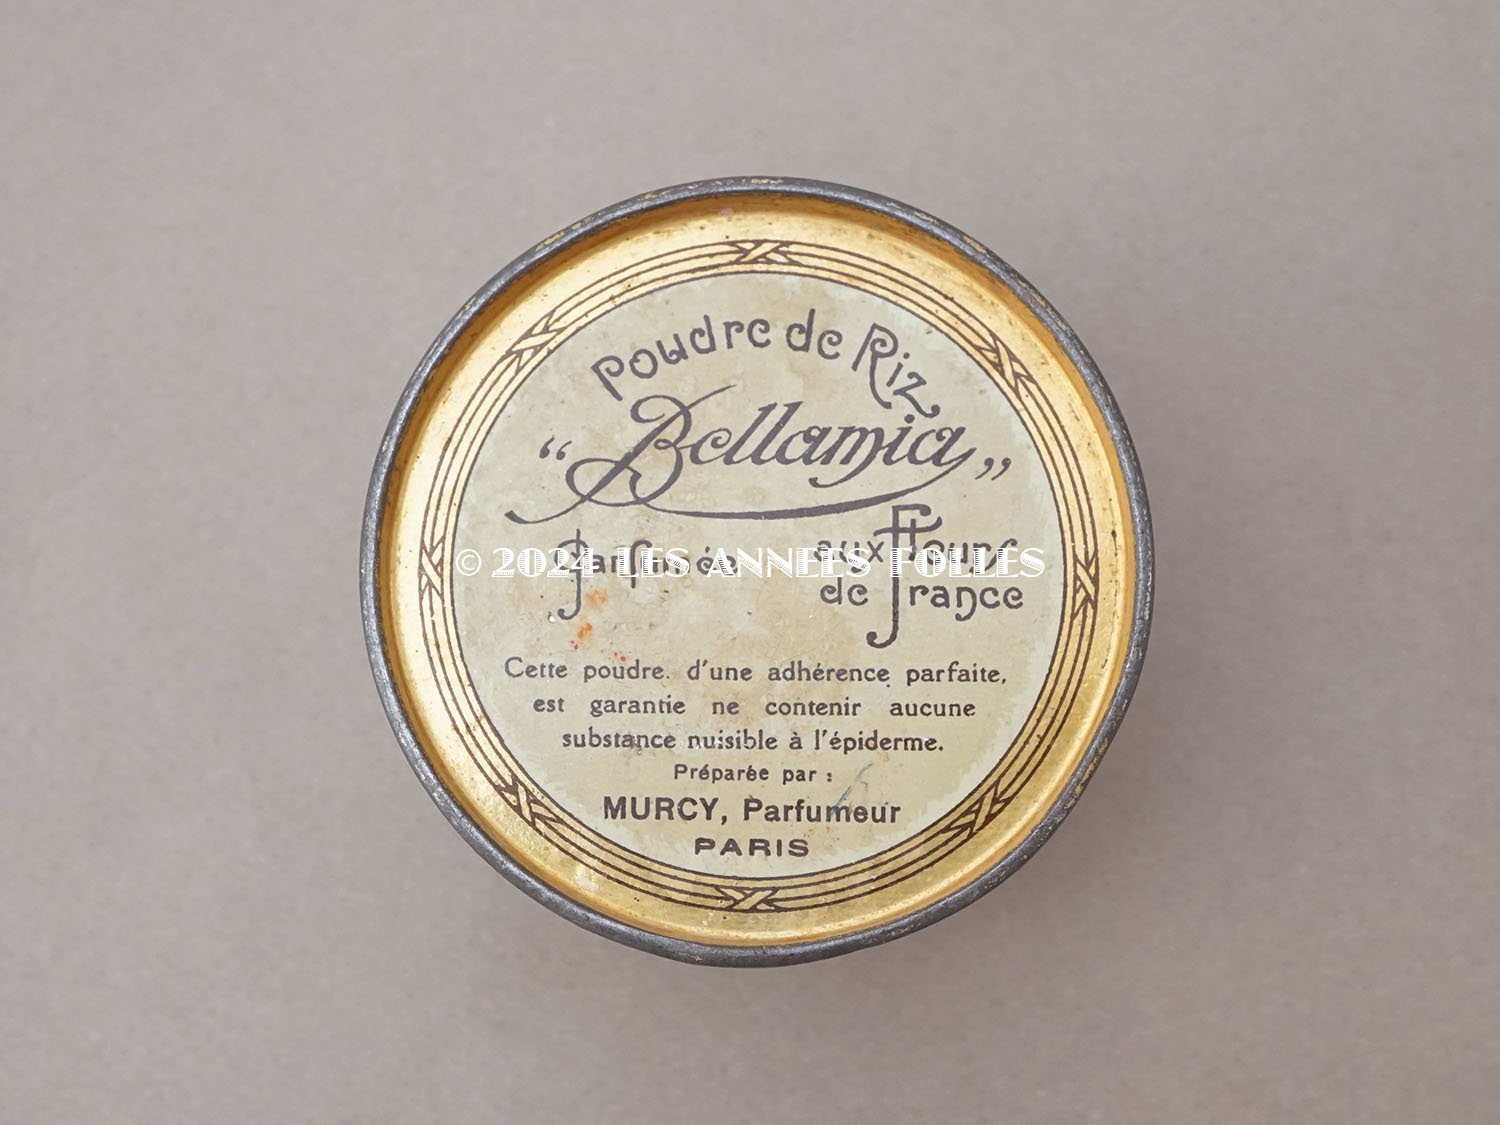 Poudre de Riz
“Bellamia„
Parfumée aux Fleurs
de France
© 2024 LES ANNEES FOLLES
Cette poudre. d'une adhérence parfaite,
est garantie ne contenir aucune
substance nuisible à l'épiderme.
Préparée par :
MURCY, Parfumeur
PARIS